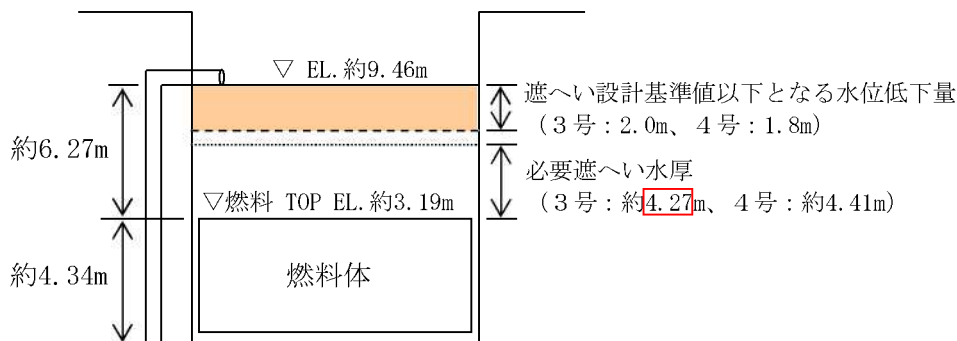 ▽ EL.約9.46m
遮へい設計基準値以下となる水位低下量
（３号：2.0m、４号：1.8m）
約6.27m
必要遮へい水厚
（３号：約4.27m、４号：約4.41m）
▽燃料 TOP EL.約3.19m
約4.34m
燃料体